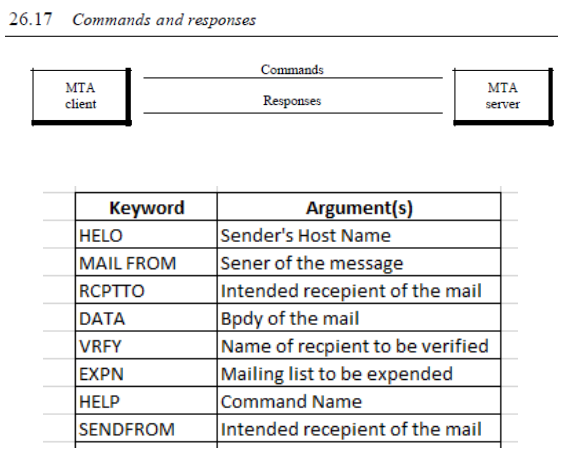 26.17 Commands and responses
Commands
MTA
client
Responses
MTA
server
Keyword Argument(s)
HELO Sender's Host Name
MAIL FROM Sener of the message
RCPTTO Intended recepient of the mail
DATA Bpdy of the mail
VRFY Name of recpient to be verified
EXPN Mailing list to be expended
HELP Command Name
SENDFROM Intended recepient of the mail